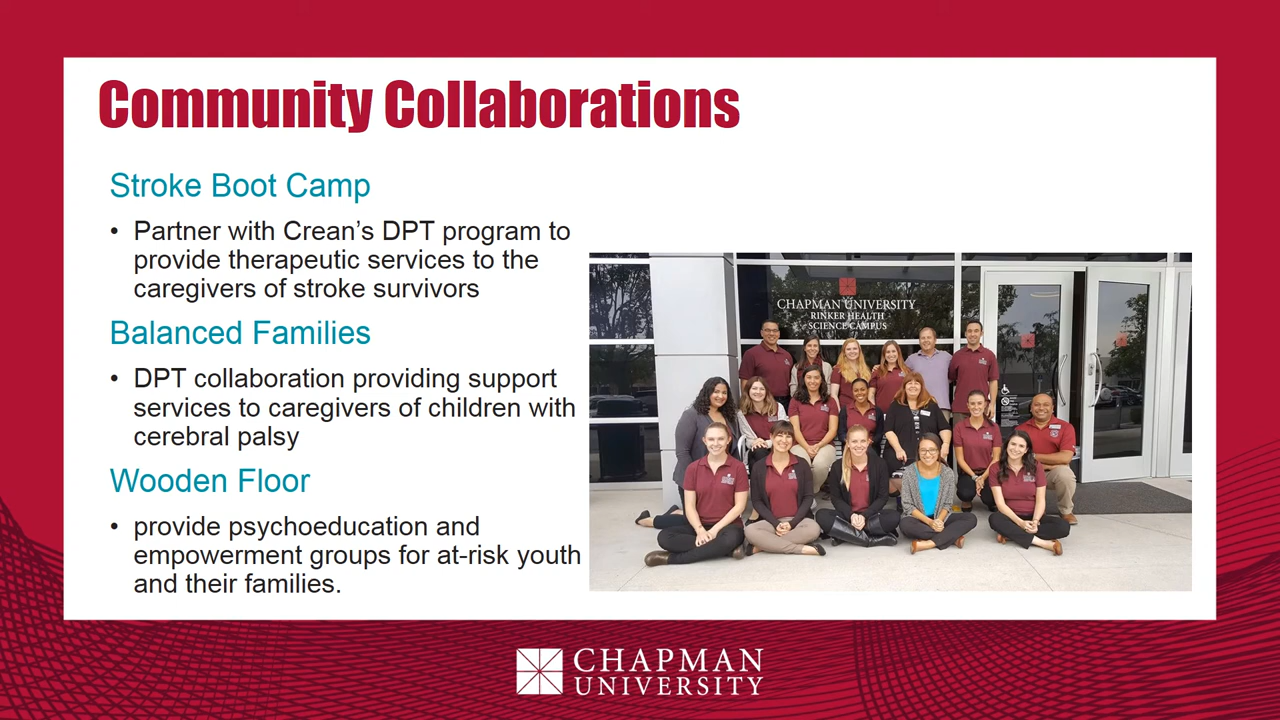 Community Collaborations
Stroke Boot Camp
• Partner with Crean’s DPT program to
provide therapeutic services to the
caregivers of stroke survivors
Balanced Families
• DPT collaboration providing support
services to caregivers of children with
cerebral palsy
Wooden Floor
• provide psychoeducation and
empowerment groups for at-risk youth
and their families.
CHAPMAN UNIVERSITY
RINKER HEALTH
SCIENCE CAMPUS
CHAPMAN
UNIVERSITY